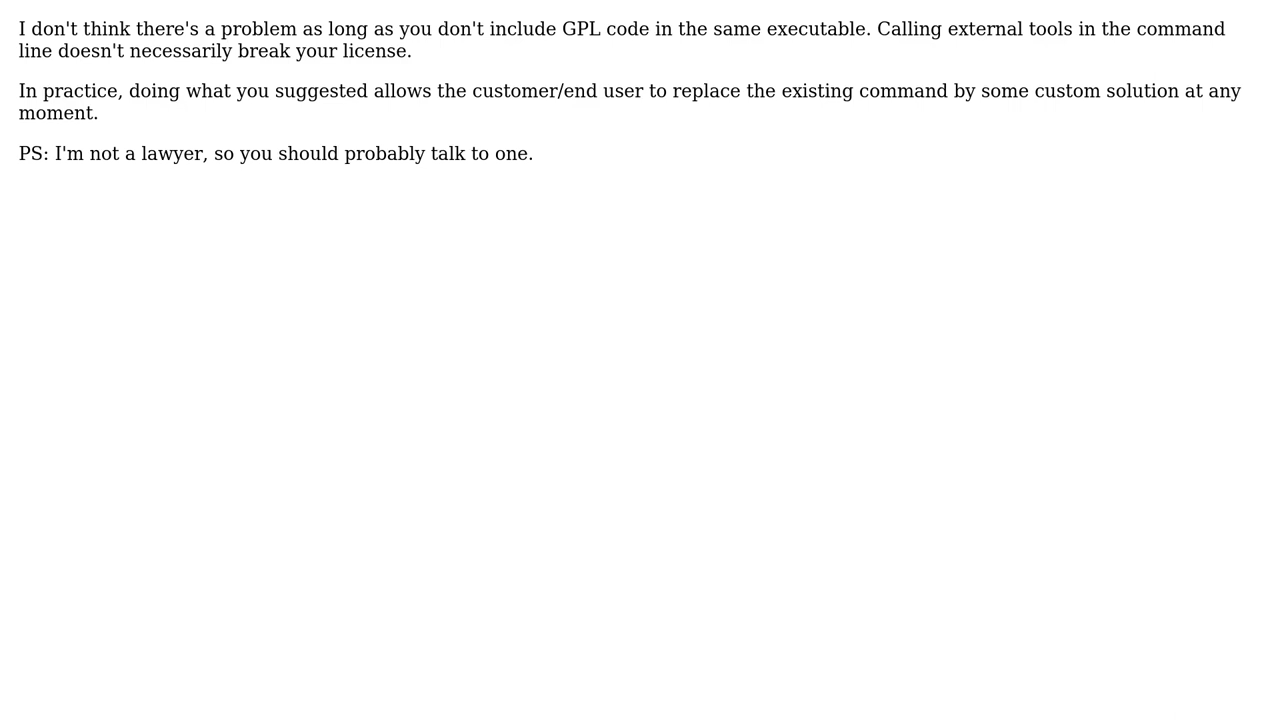 I don't think there's a problem as long as you don't include GPL code in the same executable. Calling external tools in the command
line doesn't necessarily break your license.
In practice, doing what you suggested allows the customer/end user to replace the existing command by some custom solution at any
moment.
PS: I'm not a lawyer, so you should probably talk to one.